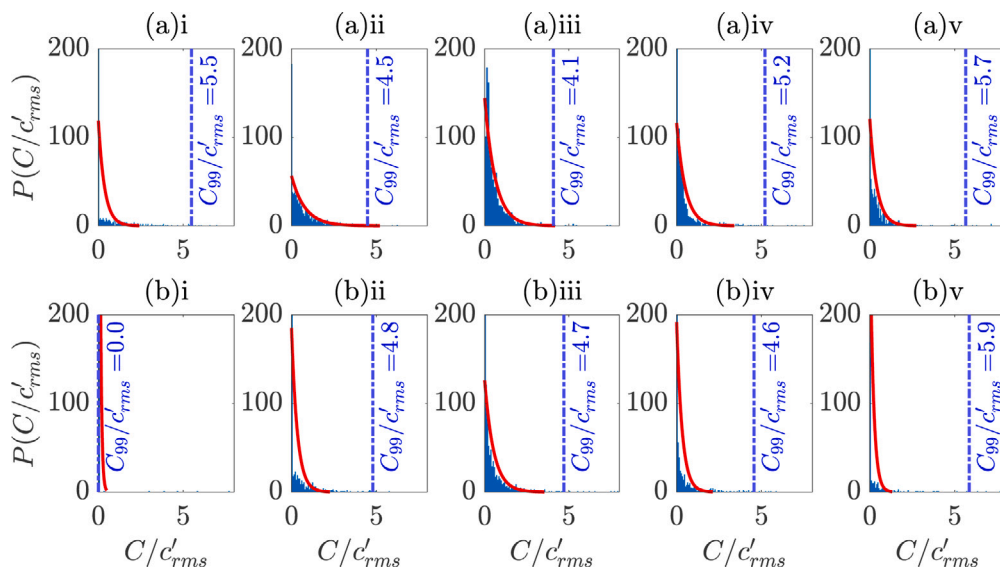 (a)i (a)ii (a)iii (a)iv (a)v
P(C/c′rms)
200 200 200 200 200
100 100 100 100 100
0 0 0 0 0
C99/c′rms =5.5 C99/c′rms =4.5 C99/c′rms =4.1 C99/c′rms =5.2 C99/c′rms =5.7
0 5 0 5 0 5 0 5 0 5
(b)i (b)ii (b)iii (b)iv (b)v
P(C/c′rms)
200 200 200 200 200
100 100 100 100 100
0 0 0 0 0
C99/c′rms =0.0 C99/c′rms =4.8 C99/c′rms =4.7 C99/c′rms =4.6 C99/c′rms =5.9
0 5 0 5 0 5 0 5 0 5
C/c′rms C/c′rms C/c′rms C/c′rms C/c′rms